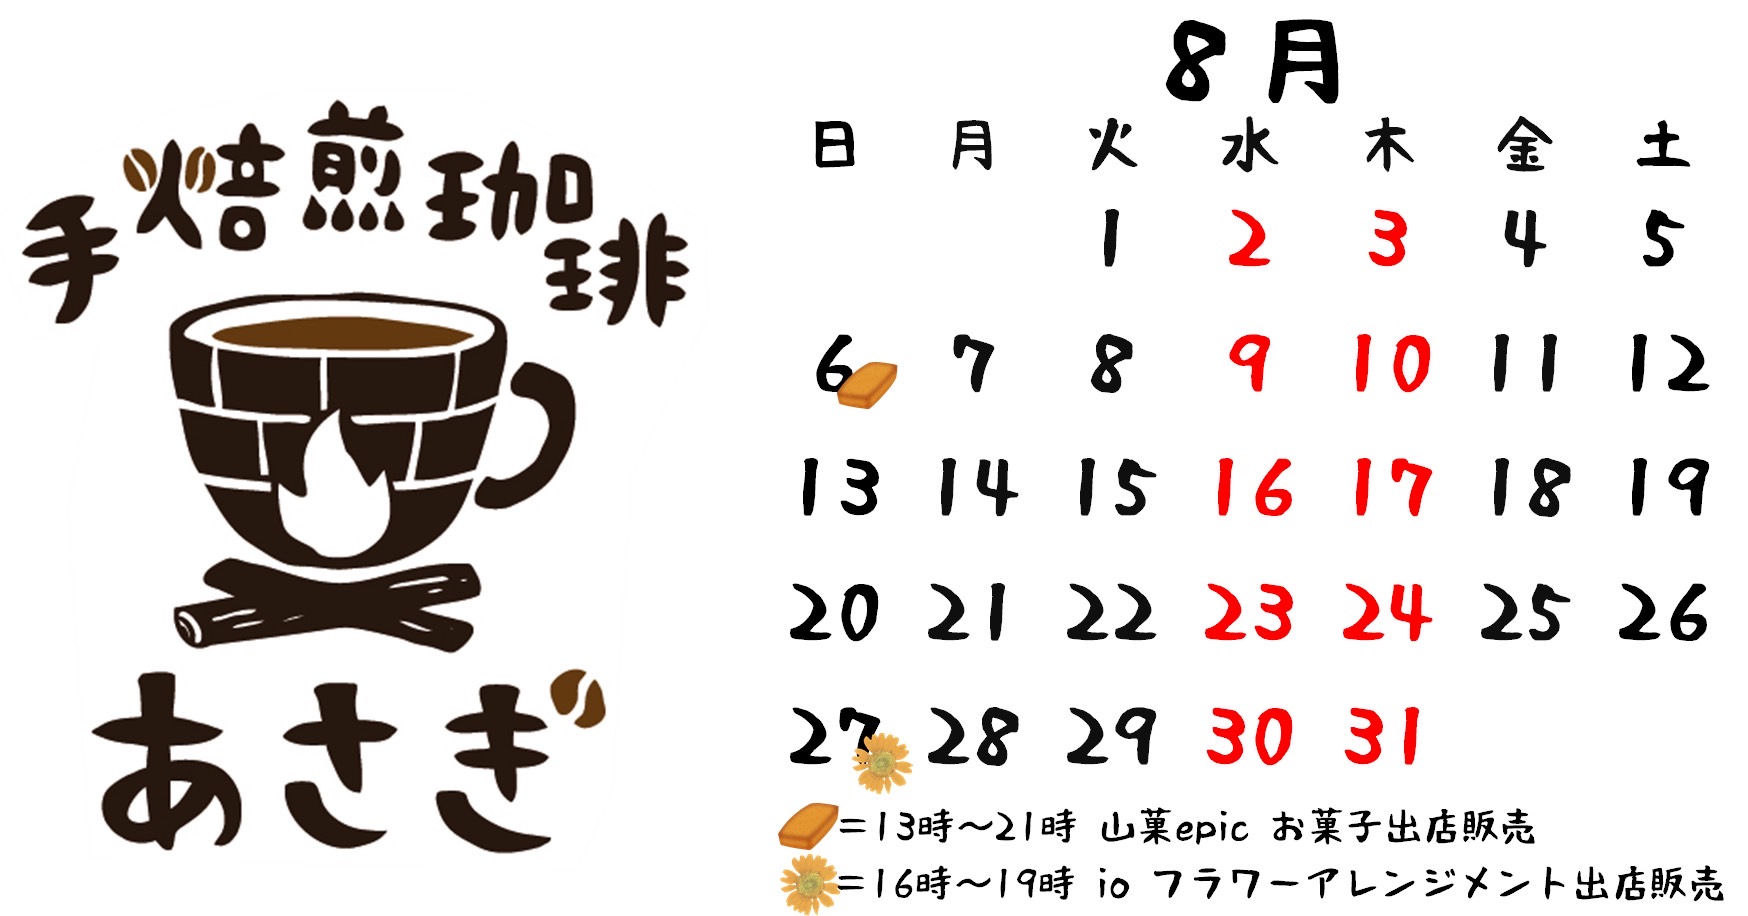 手焙煎珈琲
あさぎ
8月
日 月 火 水 木 金 土
1 2 3 4 5
6 7 8 9 10 11 12
13 14 15 16 17 18 19
20 21 22 23 24 25 26
27 28 29 30 31
=13時～21時 山菓epic お菓子出店販売
=16時～19時 io フラワーアレンジメント出店販売